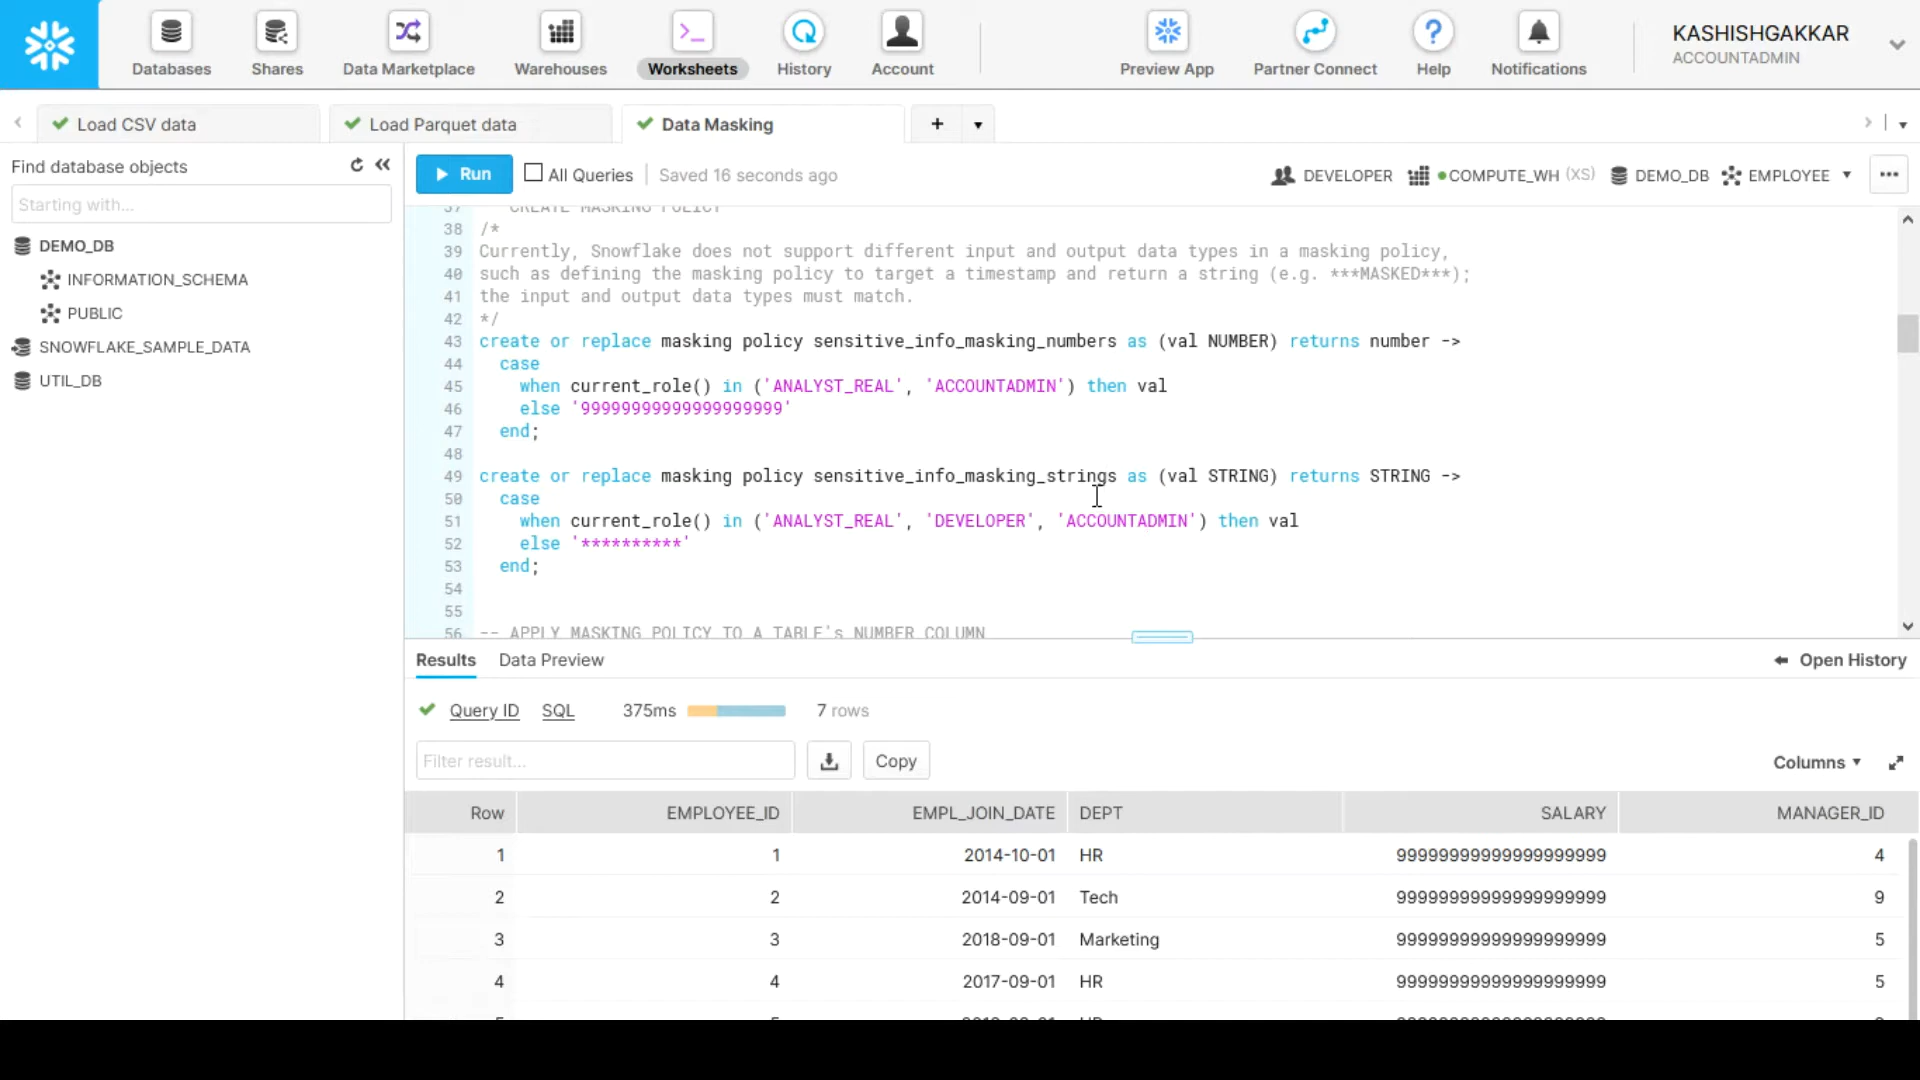 Databases
Shares
Data Marketplace
Warehouses
Worksheets
History
Account
Preview App
Partner Connect
Help
Notifications
KASHISHGAKKAR
ACCOUNTADMIN
Load CSV data
Load Parquet data
Data Masking
Find database objects
Starting with...
DEMO_DB
INFORMATION_SCHEMA
PUBLIC
SNOWFLAKE_SAMPLE_DATA
UTIL_DB
Run All Queries Saved 16 seconds ago DEVELOPER COMPUTE_WH (XS) DEMO_DB EMPLOYEE
37 CREATE MASKING POLICY
38 /*
39 Currently, Snowflake does not support different input and output data types in a masking policy,
40 such as defining the masking policy to target a timestamp and return a string (e.g. ***MASKED***);
41 the input and output data types must match.
42 */
43 create or replace masking policy sensitive_info_masking_numbers as (val NUMBER) returns number ->
44 case
45 when current_role() in ('ANALYST_REAL', 'ACCOUNTADMIN') then val
46 else '99999999999999999999'
47 end;
48
49 create or replace masking policy sensitive_info_masking_strings as (val STRING) returns STRING ->
50 case
51 when current_role() in ('ANALYST_REAL', 'DEVELOPER', 'ACCOUNTADMIN') then val
52 else '**********'
53 end;
54
55
56 -- APPLY MASKING POLICY TO A TABLE's NUMBER COLUMN
Results Data Preview Open History
Query ID SQL 375ms 7 rows
Filter result... Copy Columns
Row EMPLOYEE_ID EMPL_JOIN_DATE DEPT SALARY MANAGER_ID
1 1 2014-10-01 HR 99999999999999999999 4
2 2 2014-09-01 Tech 99999999999999999999 9
3 3 2018-09-01 Marketing 99999999999999999999 5
4 4 2017-09-01 HR 99999999999999999999 5